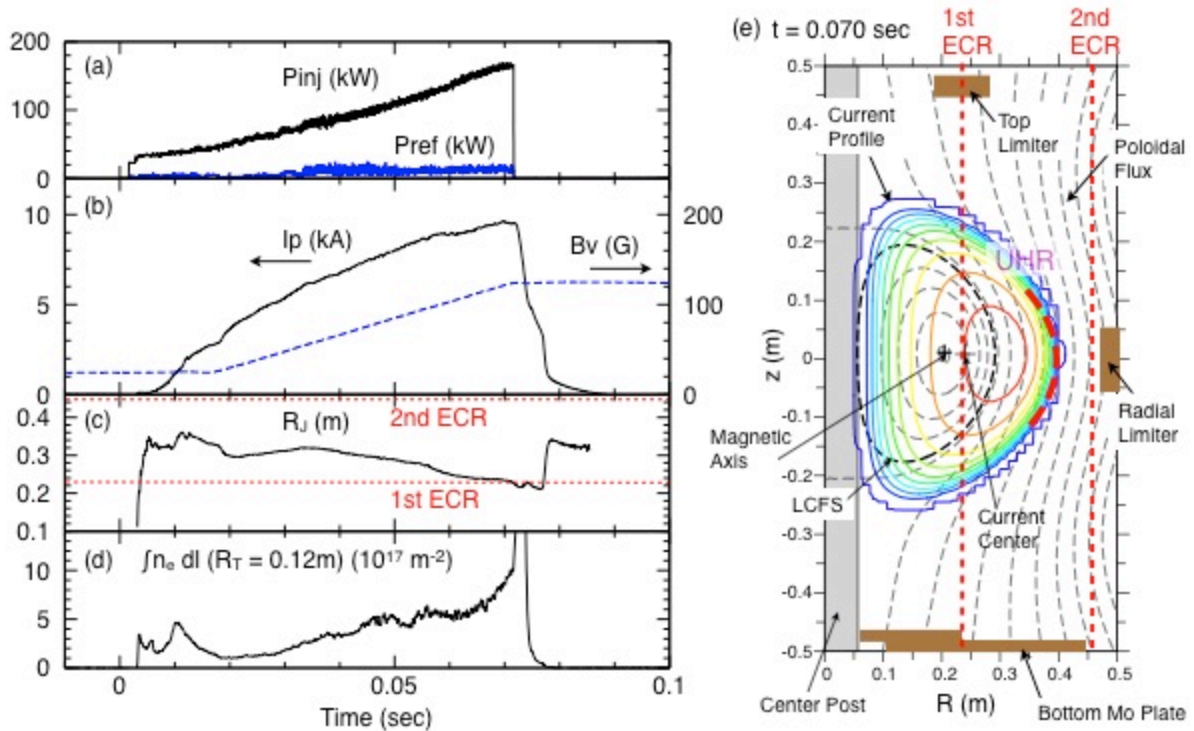 (a)
Pinj (kW)
Pref (kW)
200
100
0
(b)
Ip (kA)
Bv (G)
10
5
0
200
100
0
(c)
RJ (m)
2nd ECR
1st ECR
0.4
0.3
0.2
0.1
(d) ∫ne dl (RT = 0.12m) (10^17 m^-2)
10
5
0
0 0.05 0.1
Time (sec)
(e) t = 0.070 sec
1st ECR
2nd ECR
0.5
0.4
0.3
0.2
0.1
0
-0.1
-0.2
-0.3
-0.4
-0.5
z (m)
Current Profile
Top Limiter
Poloidal Flux
UHR
Magnetic Axis
LCFS
Current Center
Radial Limiter
0 0.1 0.2 0.3 0.4 0.5
R (m)
Center Post
Bottom Mo Plate